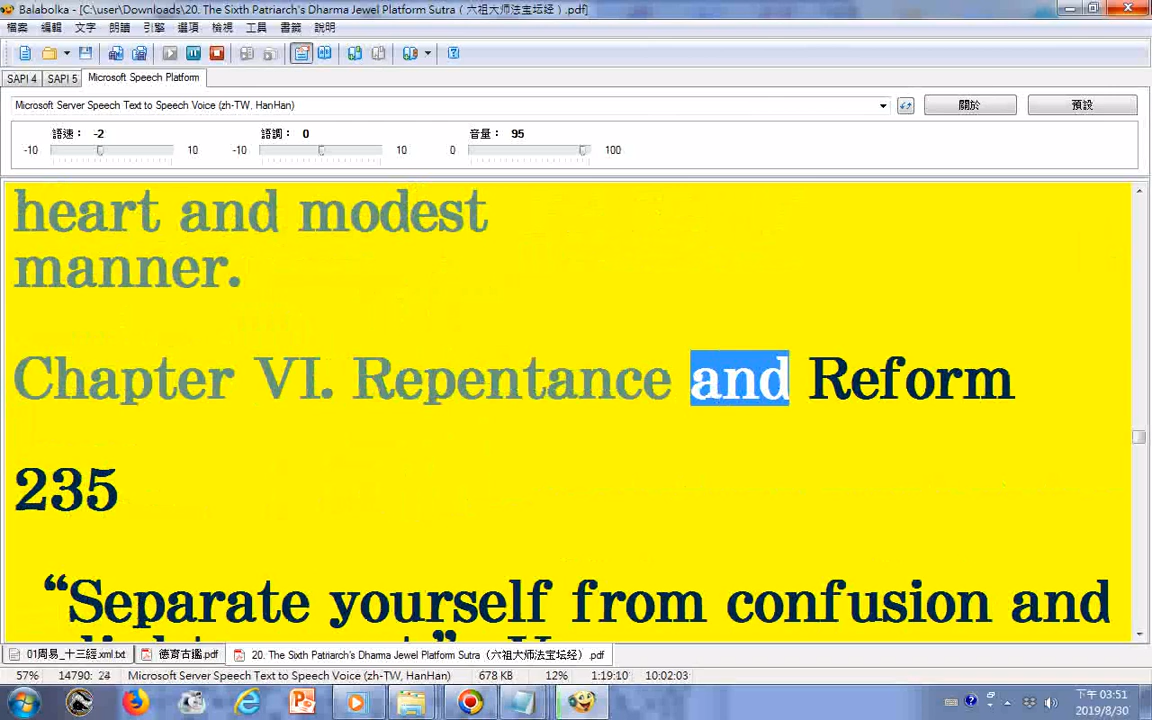 Balabolka - [C:\user\Downloads\20. The Sixth Patriarch's Dharma Jewel Platform Sutra（六祖大师法宝坛经）.pdf]
檔案 編輯 文字 朗讀 引擎 選項 檢視 工具 書籤 說明
SAPI 4 SAPI 5 Microsoft Speech Platform
Microsoft Server Speech Text to Speech Voice (zh-TW, HanHan) 關於 預設
語速： -2 語調： 0 音量： 95
-10 10 -10 10 0 100
heart and modest
manner.
Chapter VI. Repentance and Reform
235
“Separate yourself from confusion and
01周易_十三經.xml.txt 德育古鑑.pdf 20. The Sixth Patriarch's Dharma Jewel Platform Sutra（六祖大师法宝坛经）.pdf
57% 14790: 24 Microsoft Server Speech Text to Speech Voice (zh-TW, HanHan) 678 KB 12% 1:19:10 10:02:03
下午 03:51
2019/8/30